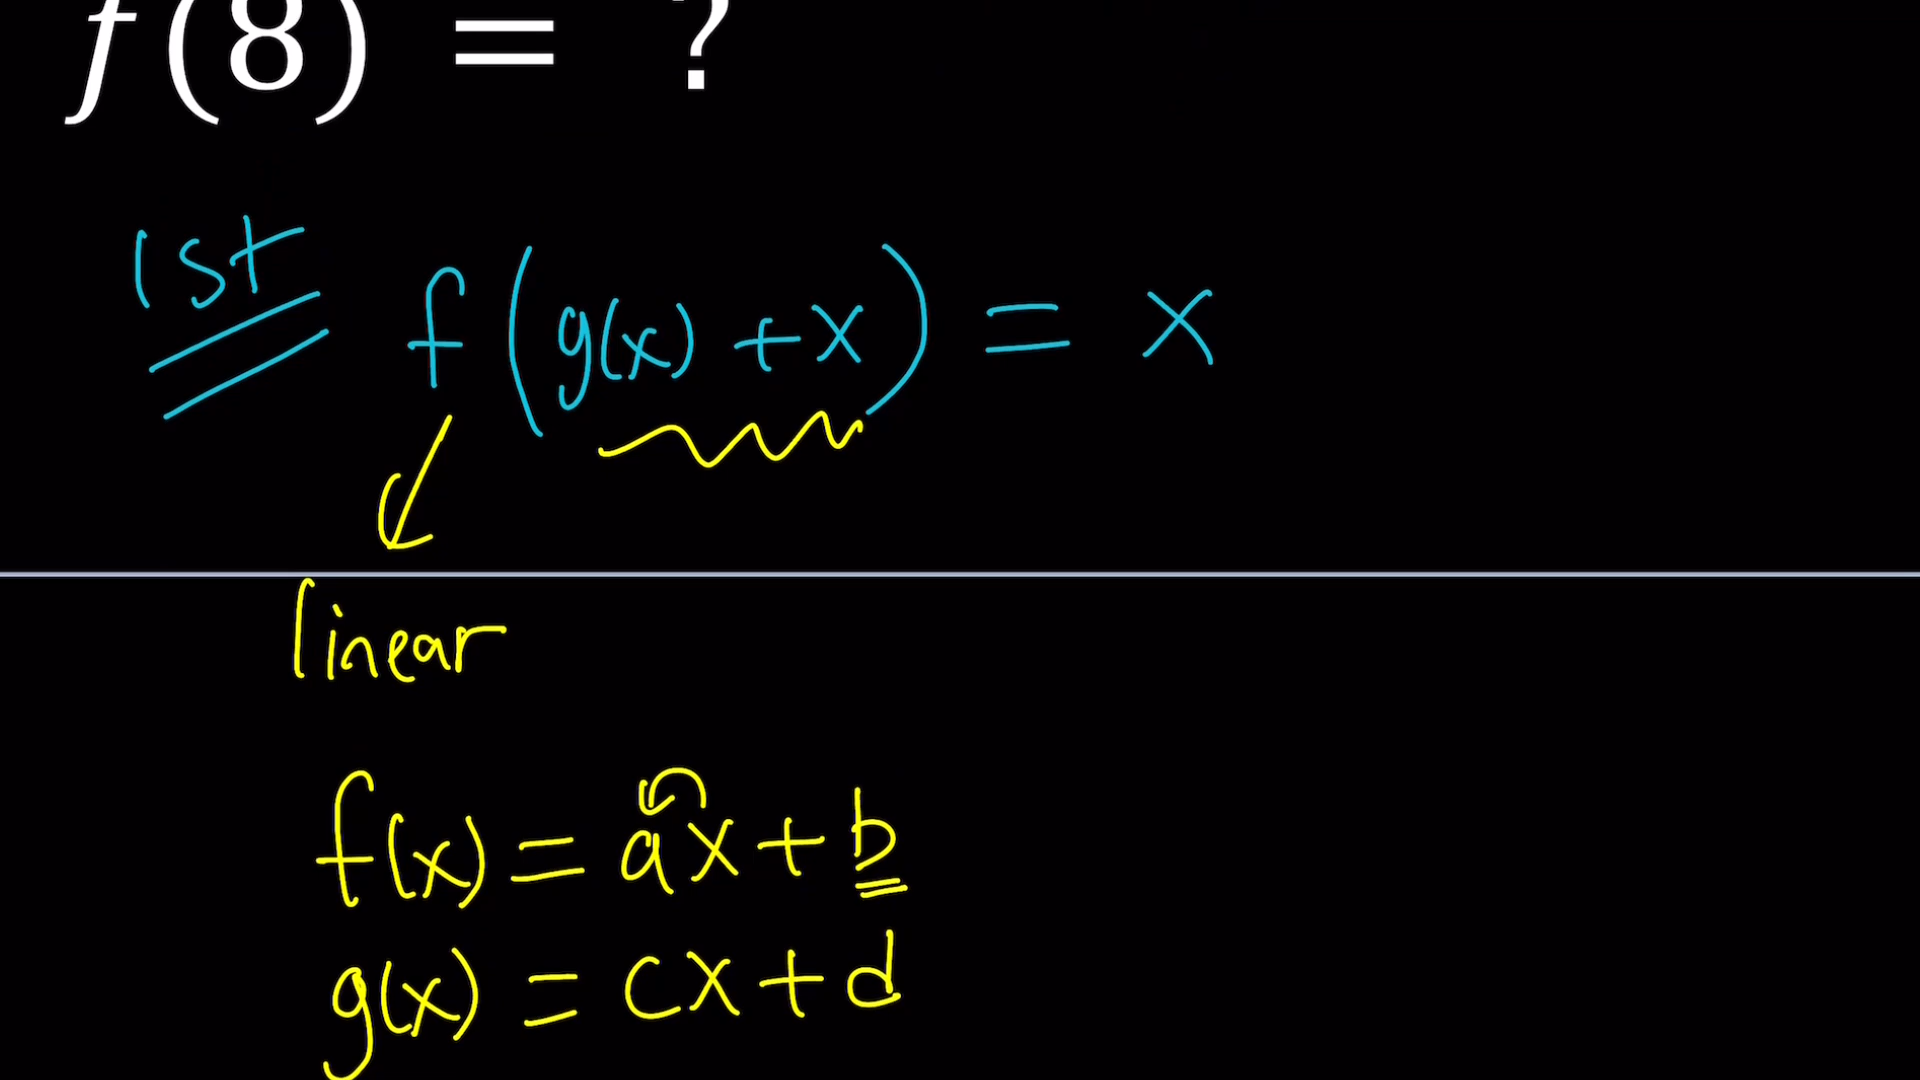 f(8) = ?
1st f(g(x) + x) = x
linear
f(x) = ax + b
g(x) = cx + d